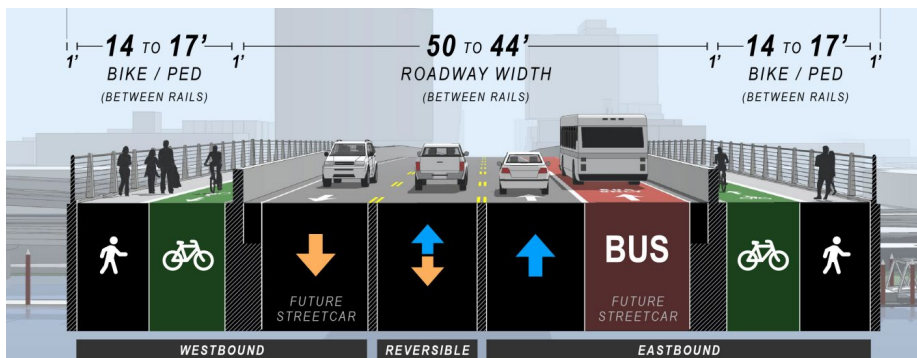 14 TO 17'
50 TO 44'
14 TO 17'
1'
BIKE / PED
1'
ROADWAY WIDTH
1'
BIKE / PED
1'
(BETWEEN RAILS)
(BETWEEN RAILS)
(BETWEEN RAILS)
BUS
FUTURE
STREETCAR
FUTURE
STREETCAR
WESTBOUND
REVERSIBLE
EASTBOUND